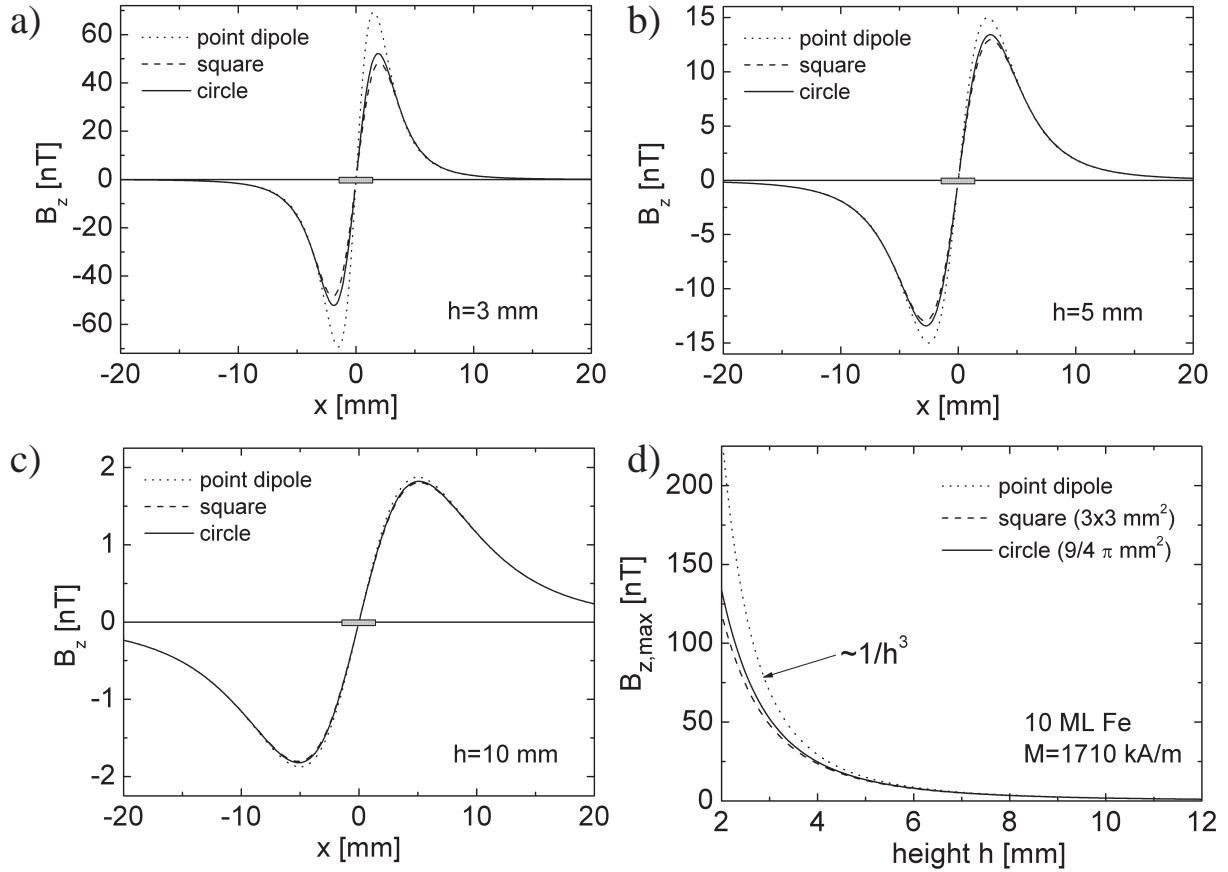 a)
60
40
20
0
-20
-40
-60
B_z [nT]
point dipole
square
circle
h=3 mm
-20 -10 0 10 20
x [mm]
b)
15
10
5
0
-5
-10
-15
B_z [nT]
point dipole
square
circle
h=5 mm
-20 -10 0 10 20
x [mm]
c)
2
1
0
-1
-2
B_z [nT]
point dipole
square
circle
h=10 mm
-20 -10 0 10 20
x [mm]
d)
200
150
100
50
0
B_z,max [nT]
point dipole
square (3x3 mm²)
circle (9/4 π mm²)
~1/h³
10 ML Fe
M=1710 kA/m
2 4 6 8 10 12
height h [mm]